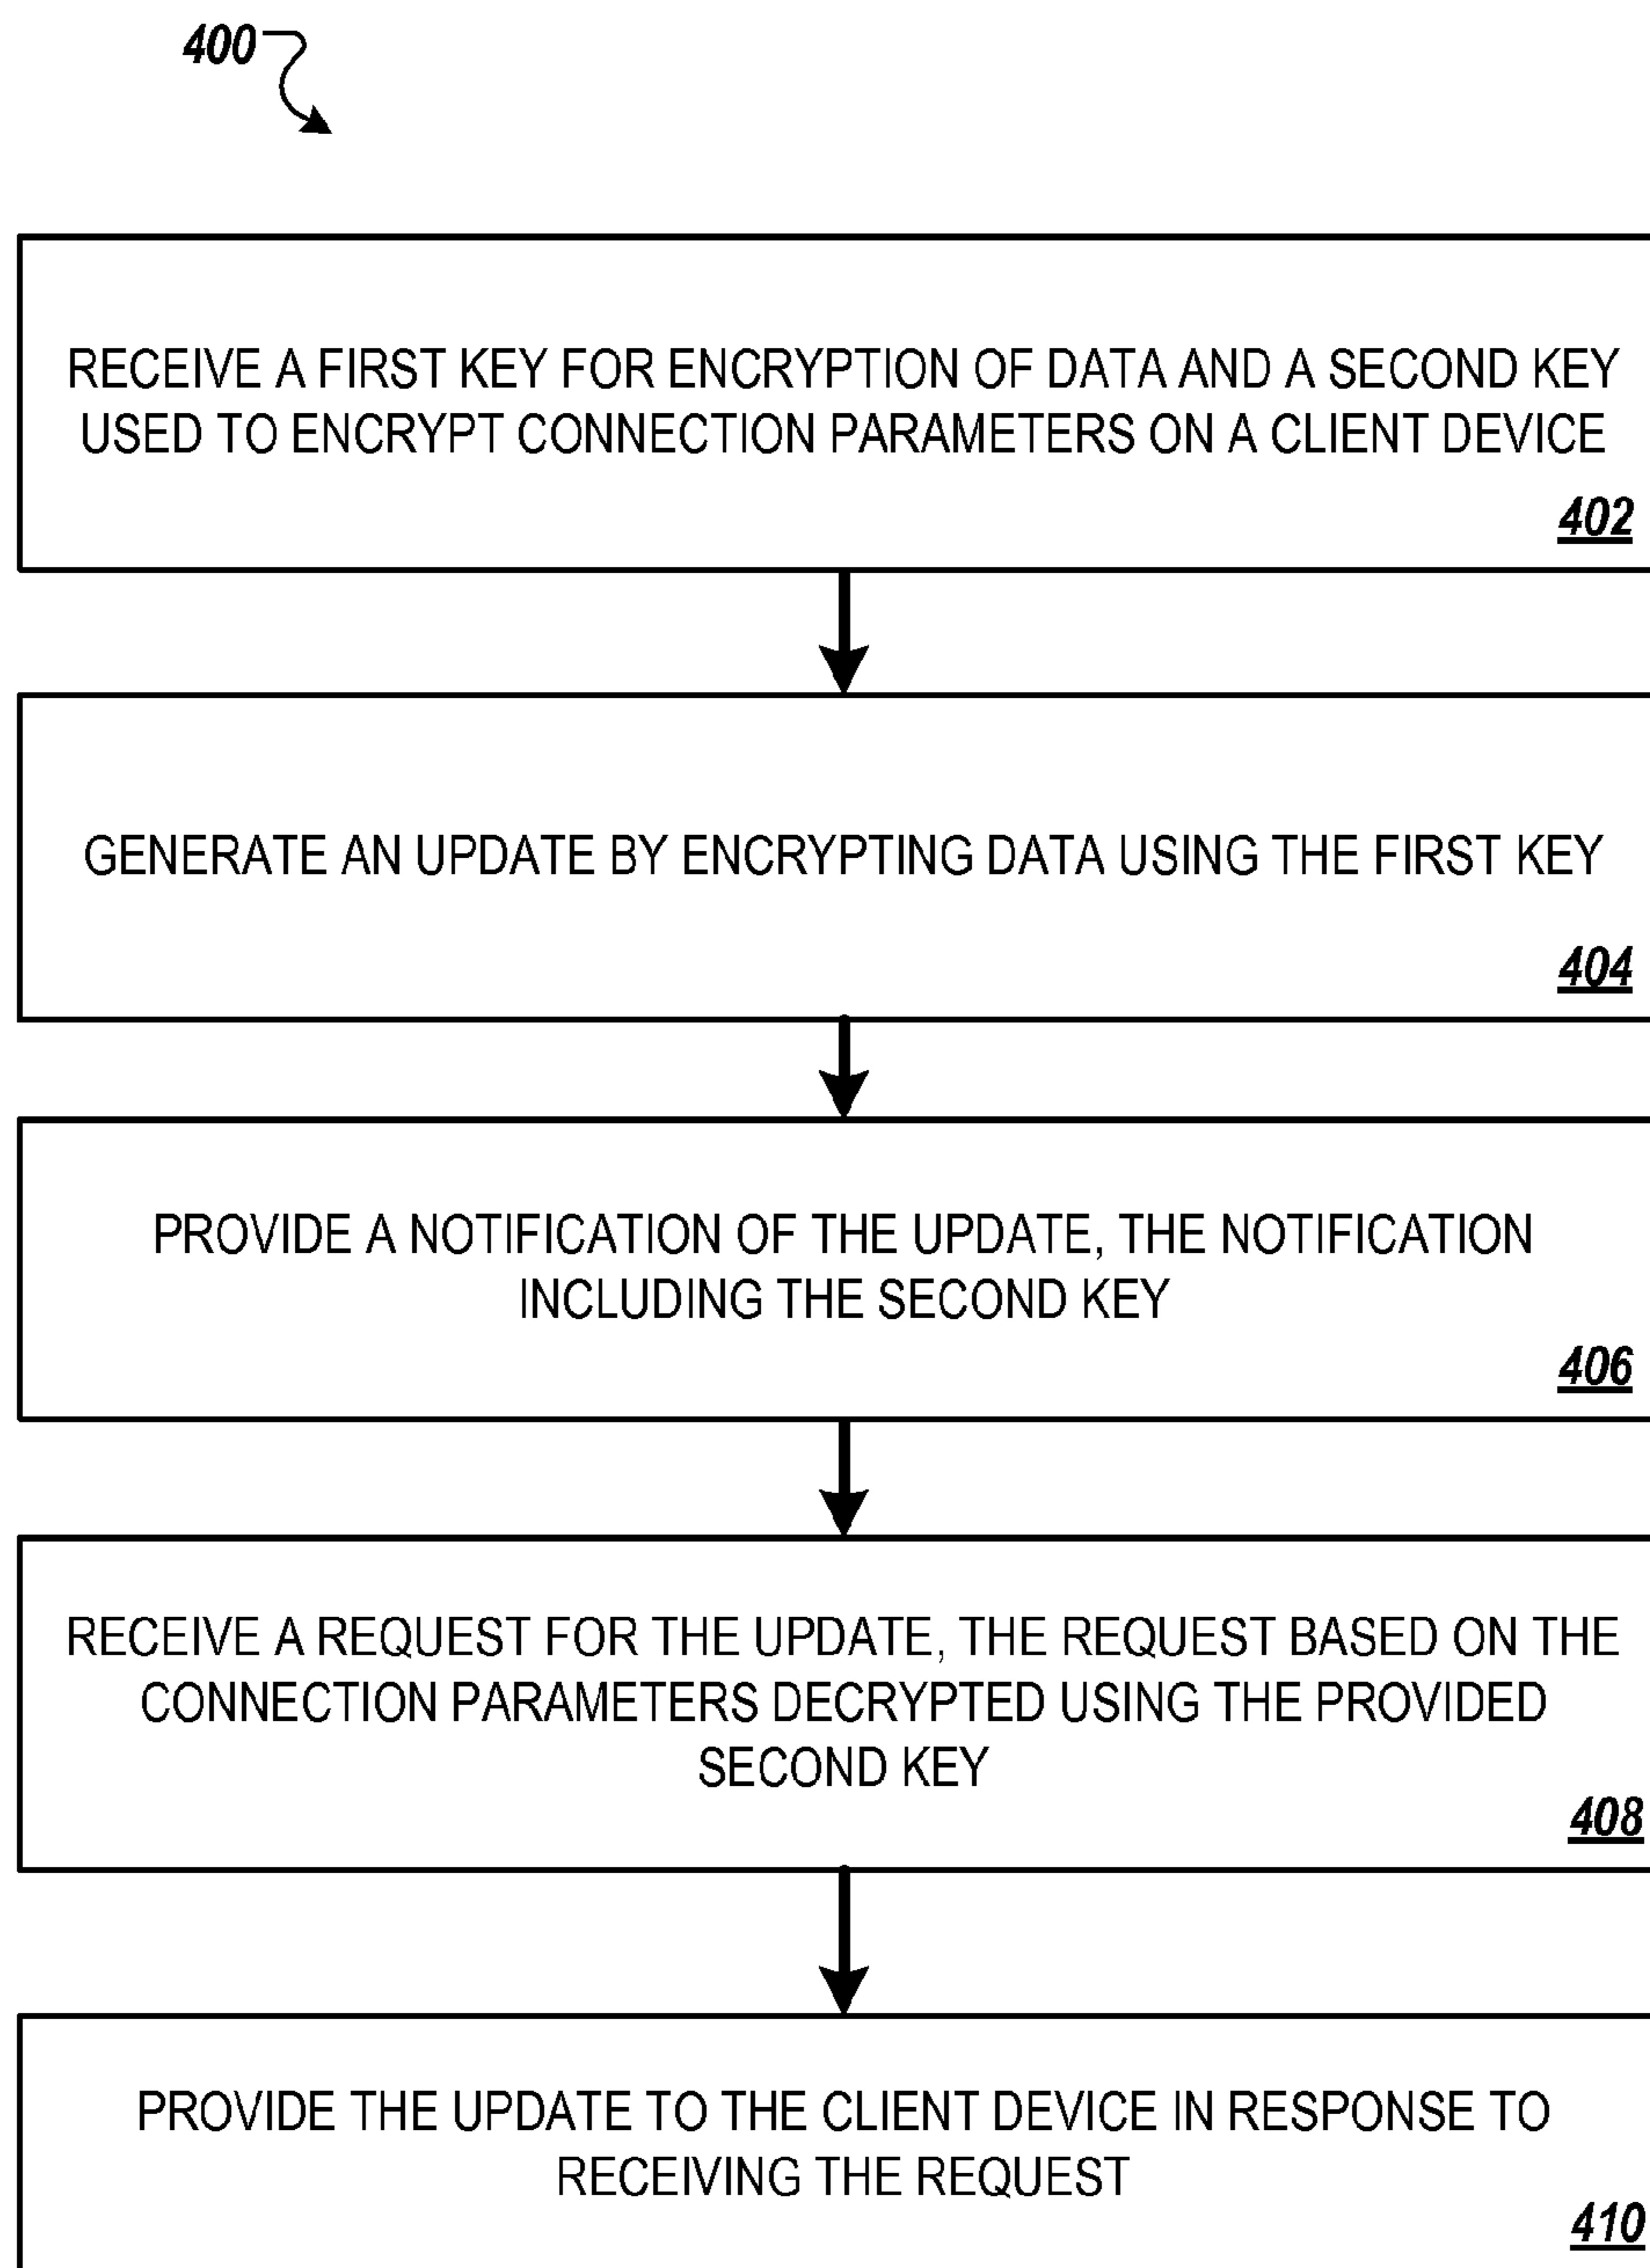 400
RECEIVE A FIRST KEY FOR ENCRYPTION OF DATA AND A SECOND KEY
USED TO ENCRYPT CONNECTION PARAMETERS ON A CLIENT DEVICE
402
GENERATE AN UPDATE BY ENCRYPTING DATA USING THE FIRST KEY
404
PROVIDE A NOTIFICATION OF THE UPDATE, THE NOTIFICATION
INCLUDING THE SECOND KEY
406
RECEIVE A REQUEST FOR THE UPDATE, THE REQUEST BASED ON THE
CONNECTION PARAMETERS DECRYPTED USING THE PROVIDED
SECOND KEY
408
PROVIDE THE UPDATE TO THE CLIENT DEVICE IN RESPONSE TO
RECEIVING THE REQUEST
410